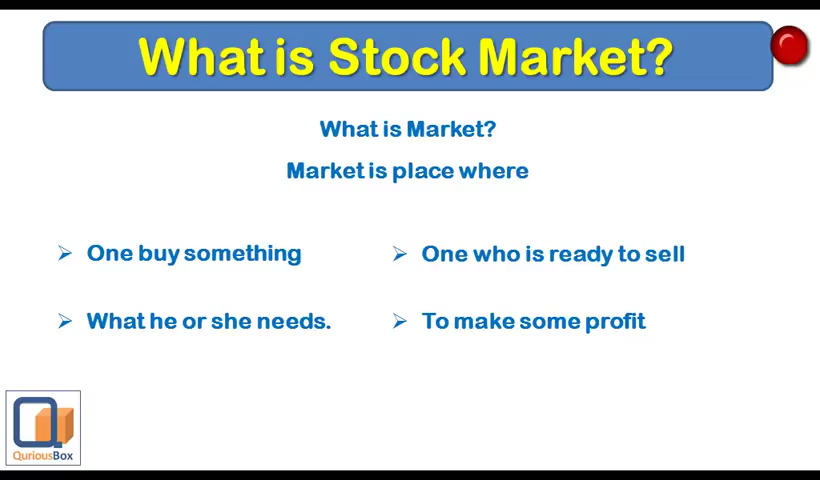 What is Stock Market?
What is Market?
Market is place where
One buy something
What he or she needs.
One who is ready to sell
To make some profit
QuriousBox